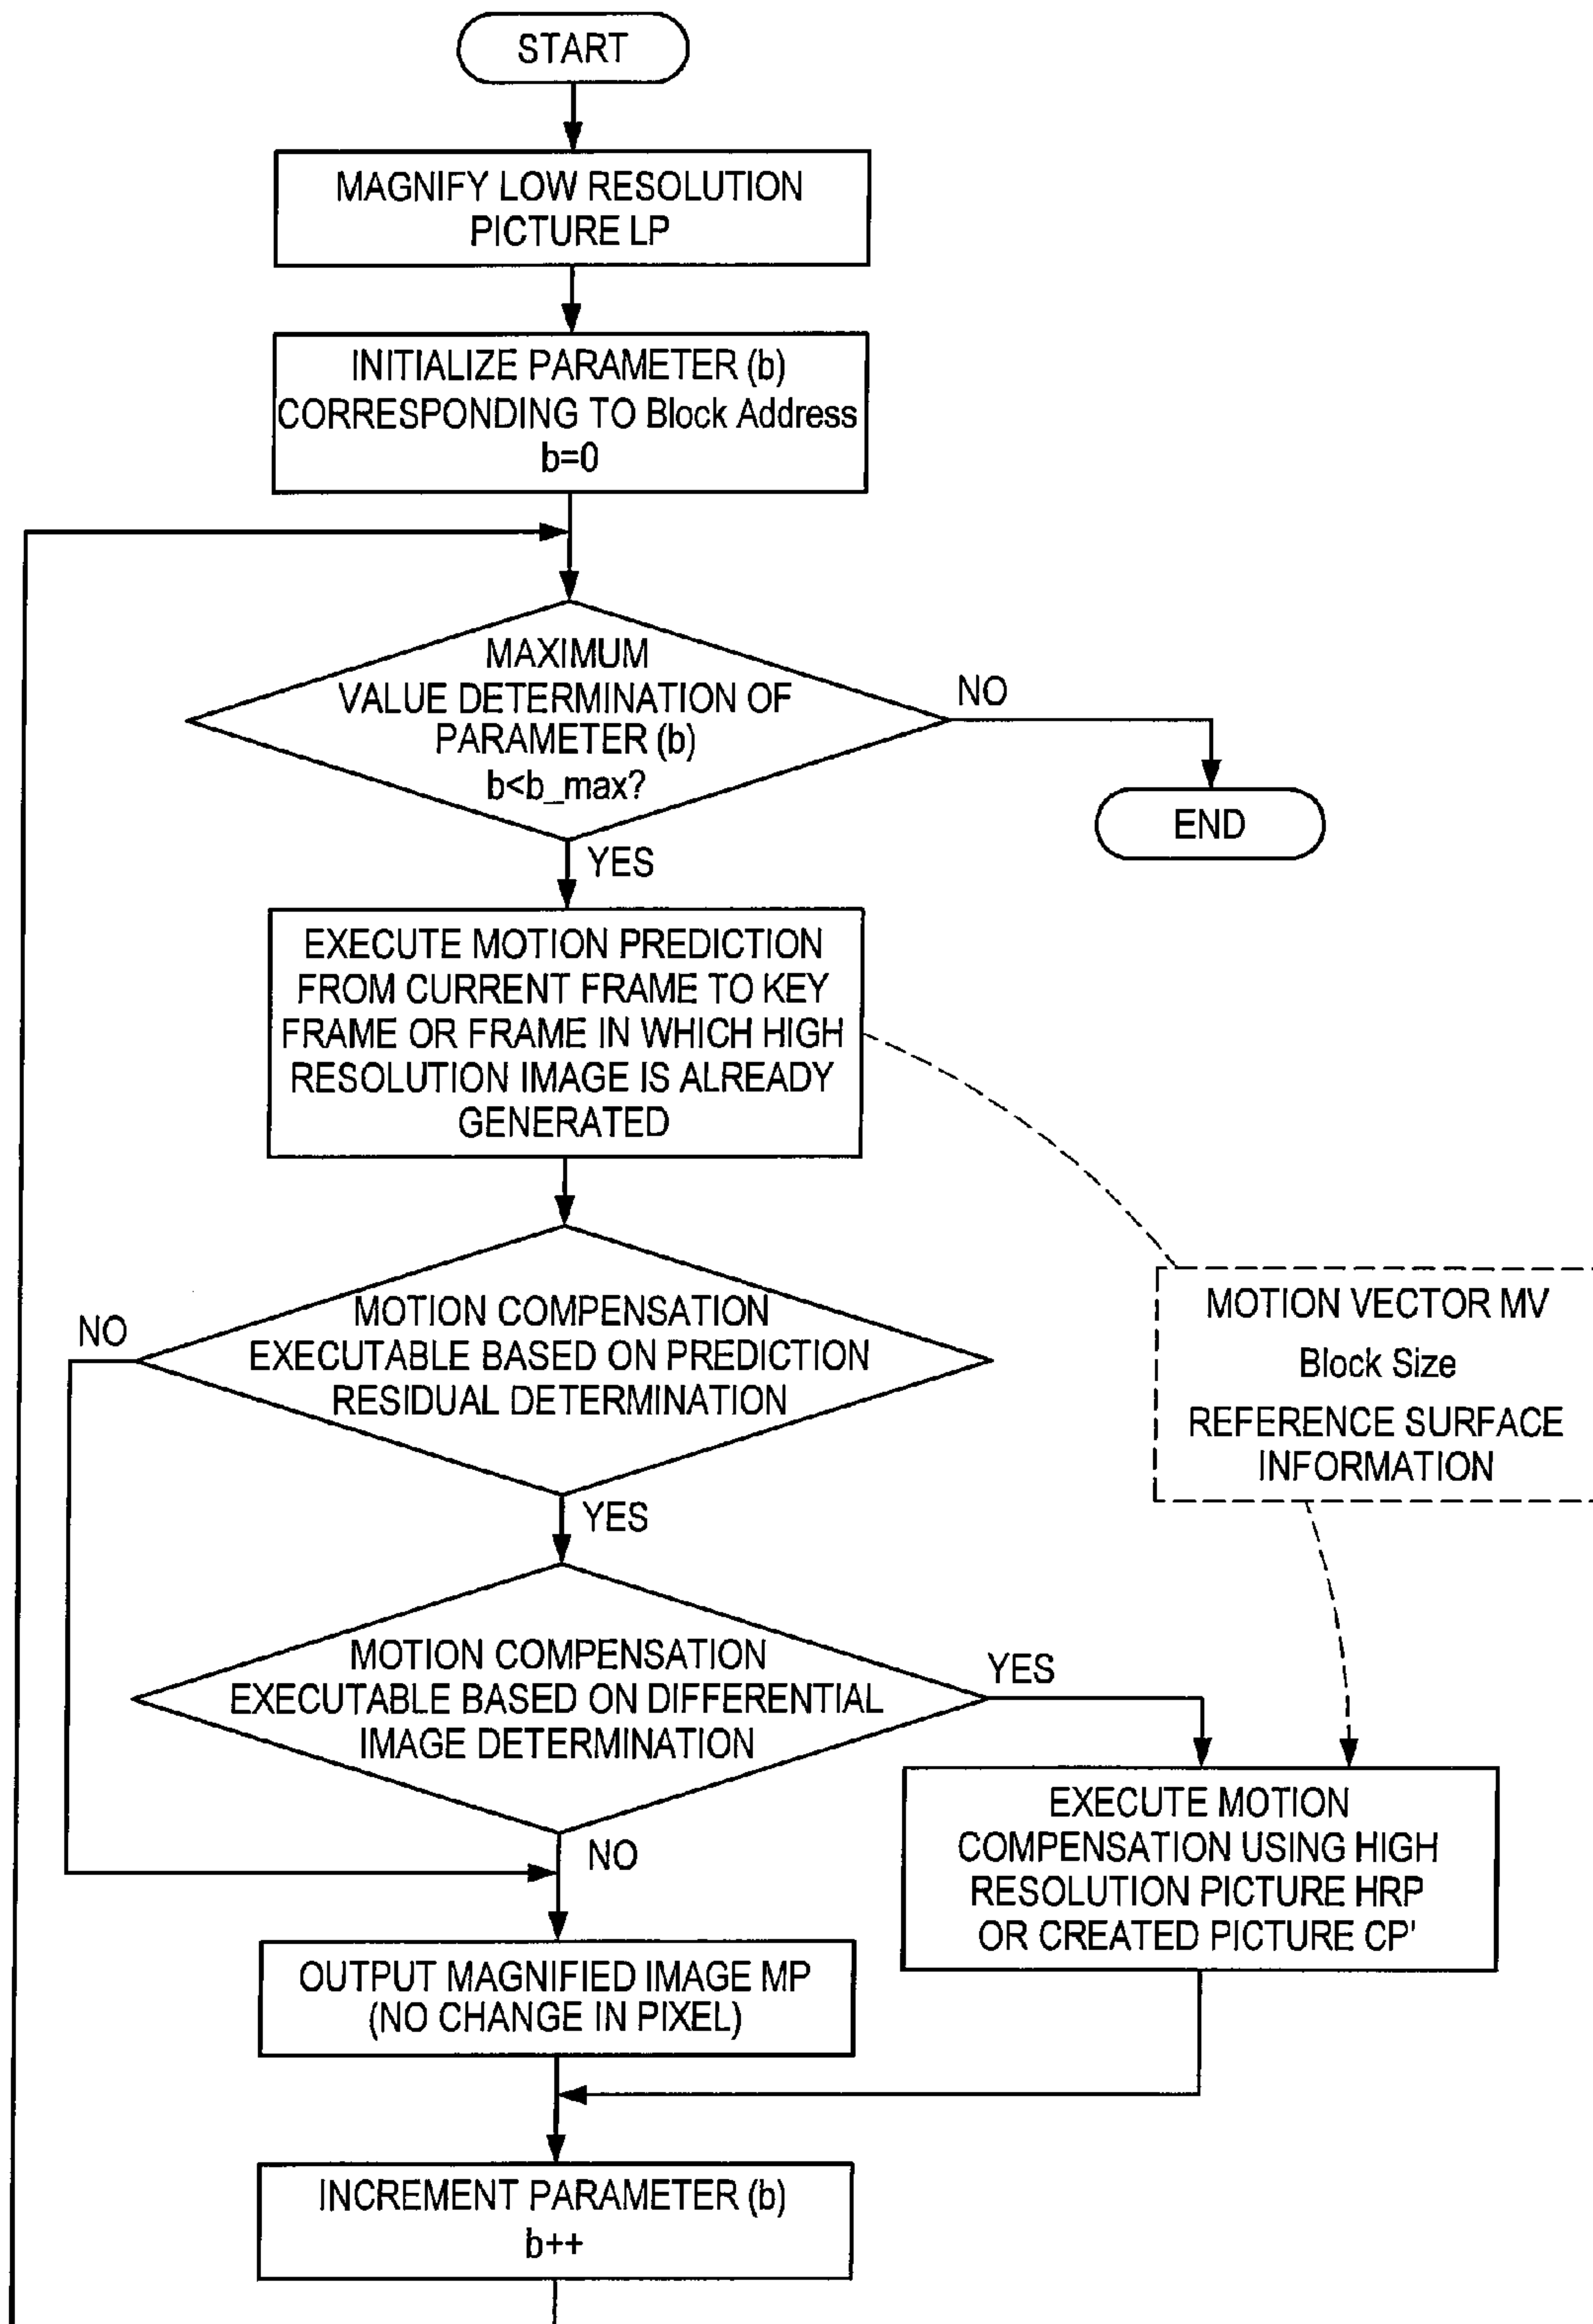 START
MAGNIFY LOW RESOLUTION
PICTURE LP
INITIALIZE PARAMETER (b)
CORRESPONDING TO Block Address
b=0
MAXIMUM
VALUE DETERMINATION OF
PARAMETER (b)
b<b_max?
NO
END
YES
EXECUTE MOTION PREDICTION
FROM CURRENT FRAME TO KEY
FRAME OR FRAME IN WHICH HIGH
RESOLUTION IMAGE IS ALREADY
GENERATED
MOTION COMPENSATION
EXECUTABLE BASED ON PREDICTION
RESIDUAL DETERMINATION
NO
YES
MOTION VECTOR MV
Block Size
REFERENCE SURFACE
INFORMATION
MOTION COMPENSATION
EXECUTABLE BASED ON DIFFERENTIAL
IMAGE DETERMINATION
YES
NO
EXECUTE MOTION
COMPENSATION USING HIGH
RESOLUTION PICTURE HRP
OR CREATED PICTURE CP'
OUTPUT MAGNIFIED IMAGE MP
(NO CHANGE IN PIXEL)
INCREMENT PARAMETER (b)
b++